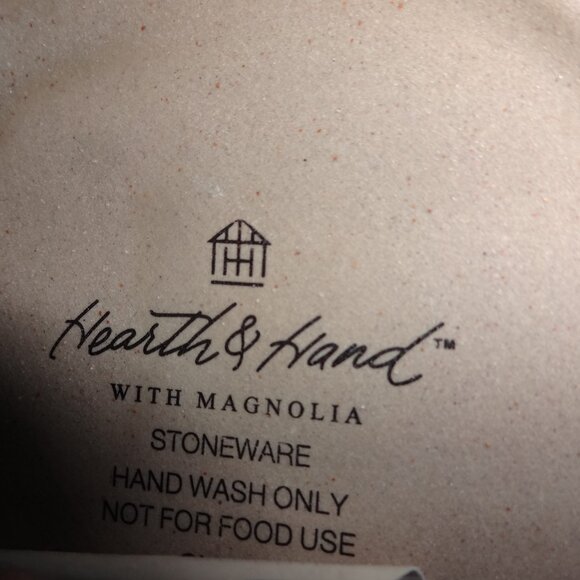 Hearth & Hand™
WITH MAGNOLIA
STONEWARE
HAND WASH ONLY
NOT FOR FOOD USE